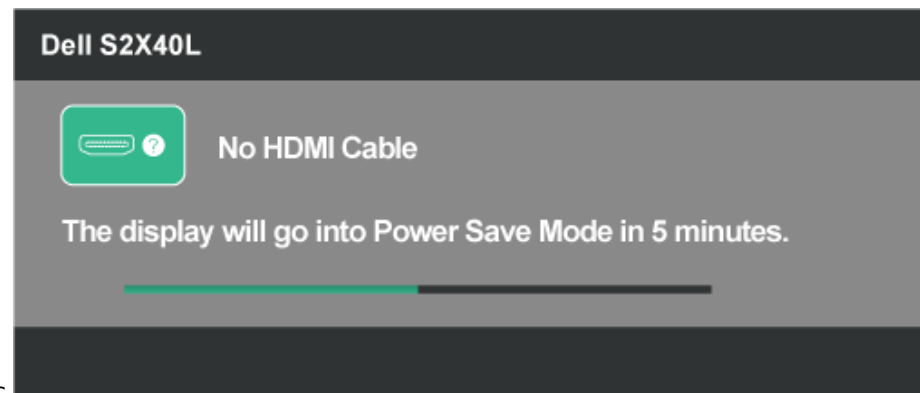 Dell S2X40L
No HDMI Cable
The display will go into Power Save Mode in 5 minutes.